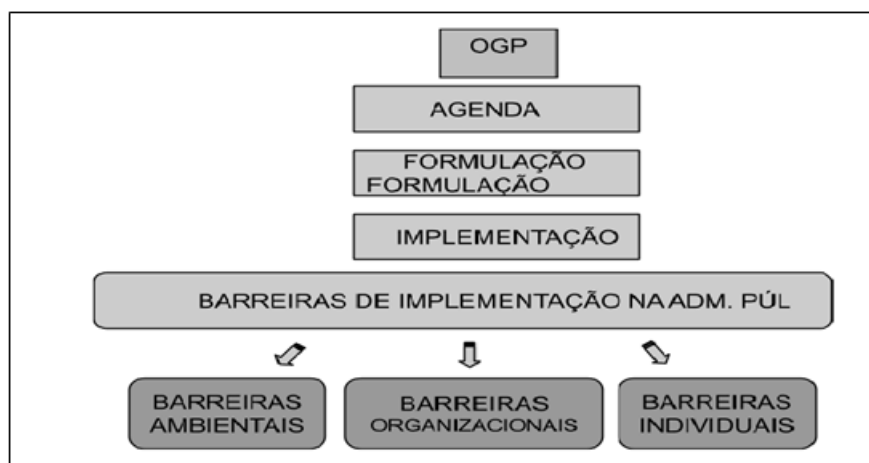 OGP
AGENDA
FORMULAÇÃO
FORMULAÇÃO
IMPLEMENTAÇÃO
BARREIRAS DE IMPLEMENTAÇÃO NA ADM. PÚL
BARREIRAS
AMBIENTAIS
BARREIRAS
ORGANIZACIONAIS
BARREIRAS
INDIVIDUAIS